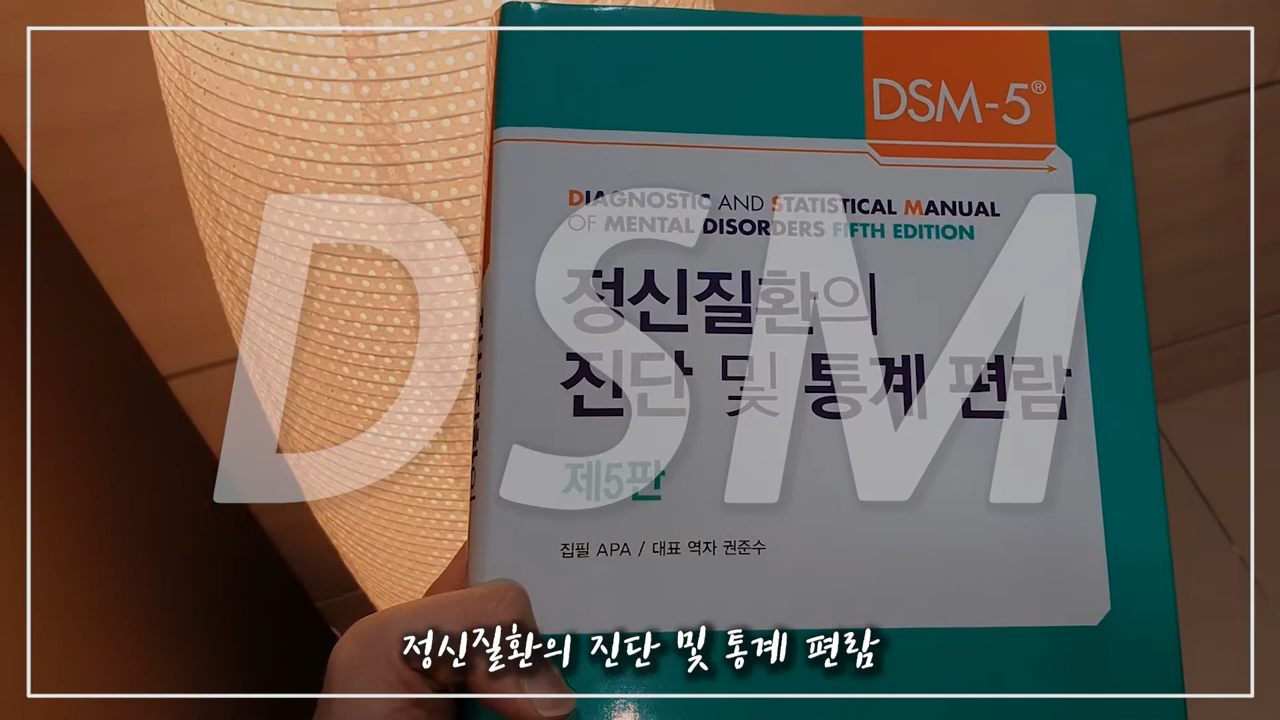 DSM-5®
DIAGNOSTIC AND STATISTICAL MANUAL
OF MENTAL DISORDERS FIFTH EDITION
DSM
정신질환의
진단 및 통계 편람
제5판
집필 APA / 대표 역자 권준수
정신질환의 진단 및 통계 편람